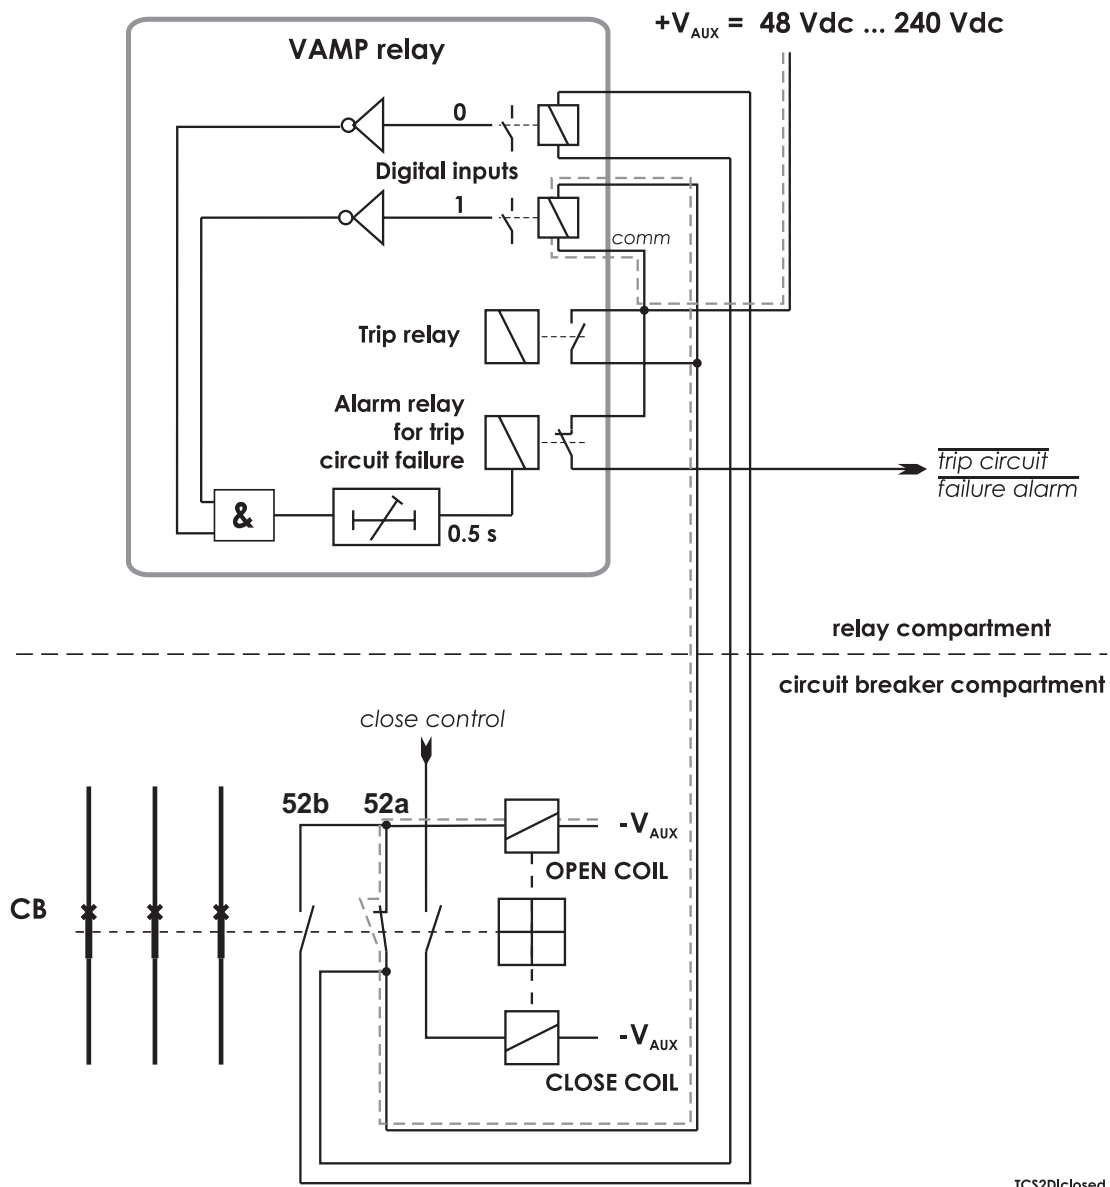 +VAUX = 48 Vdc ... 240 Vdc
VAMP relay
0
Digital inputs
1
comm
Trip relay
Alarm relay
for trip
circuit failure
trip circuit
failure alarm
&
0.5 s
relay compartment
circuit breaker compartment
close control
52b
52a
-VAUX
OPEN COIL
CB
-VAUX
CLOSE COIL
TCS2DIclosed